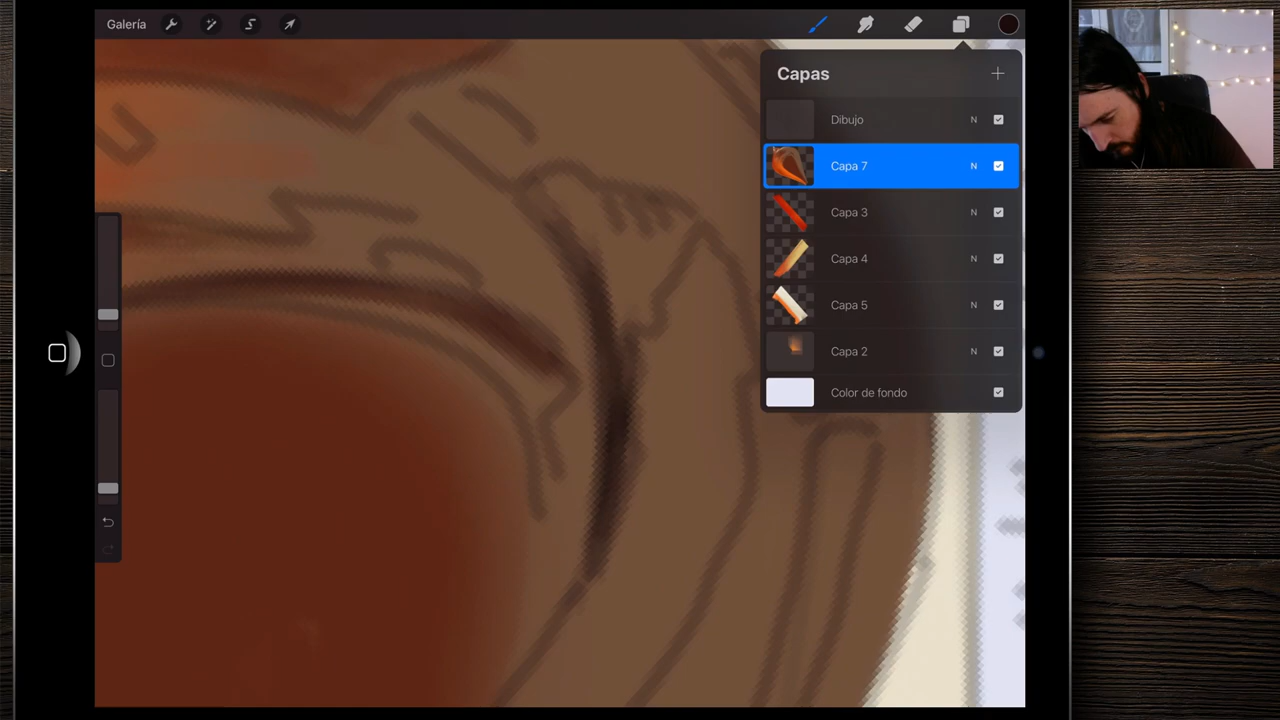 Galería
Capas
Dibujo N
Capa 7 N
Capa 3 N
Capa 4 N
Capa 5 N
Capa 2 N
Color de fondo